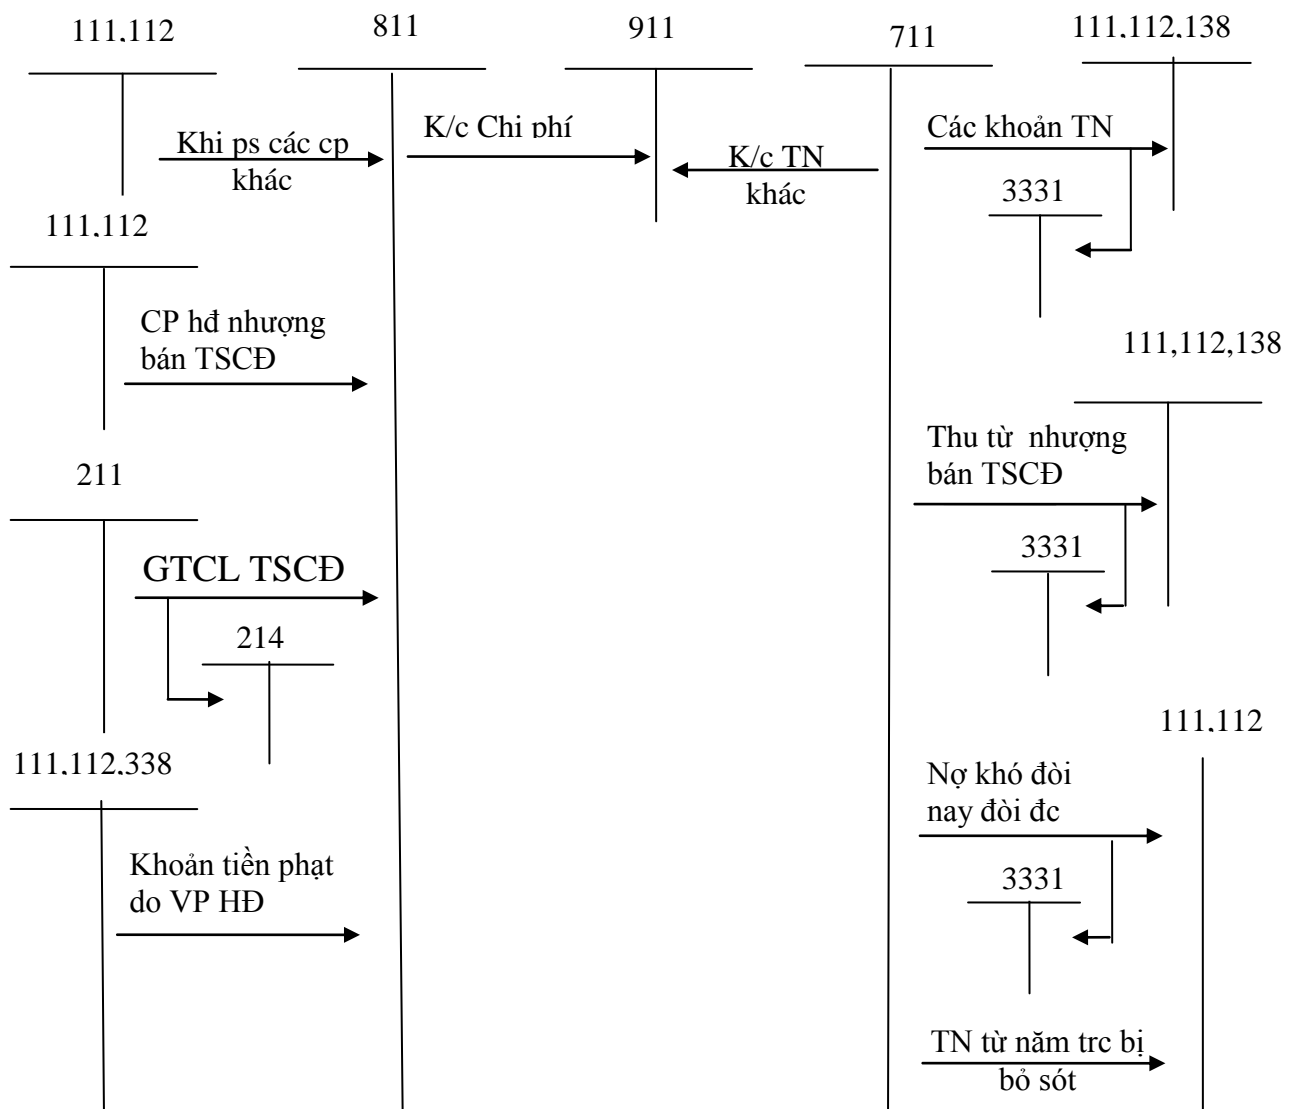 111,112
811
911
711
111,112,138
Khi ps các cp
khác
K/c Chi phí
K/c TN
khác
Các khoản TN
3331
111,112
CP hđ nhượng
bán TSCĐ
111,112,138
Thu từ nhượng
bán TSCĐ
211
GTCL TSCĐ
3331
214
111,112
111,112,338
Nợ khó đòi
nay đòi đc
Khoản tiền phạt
do VP HĐ
3331
TN từ năm trc bị
bỏ sót